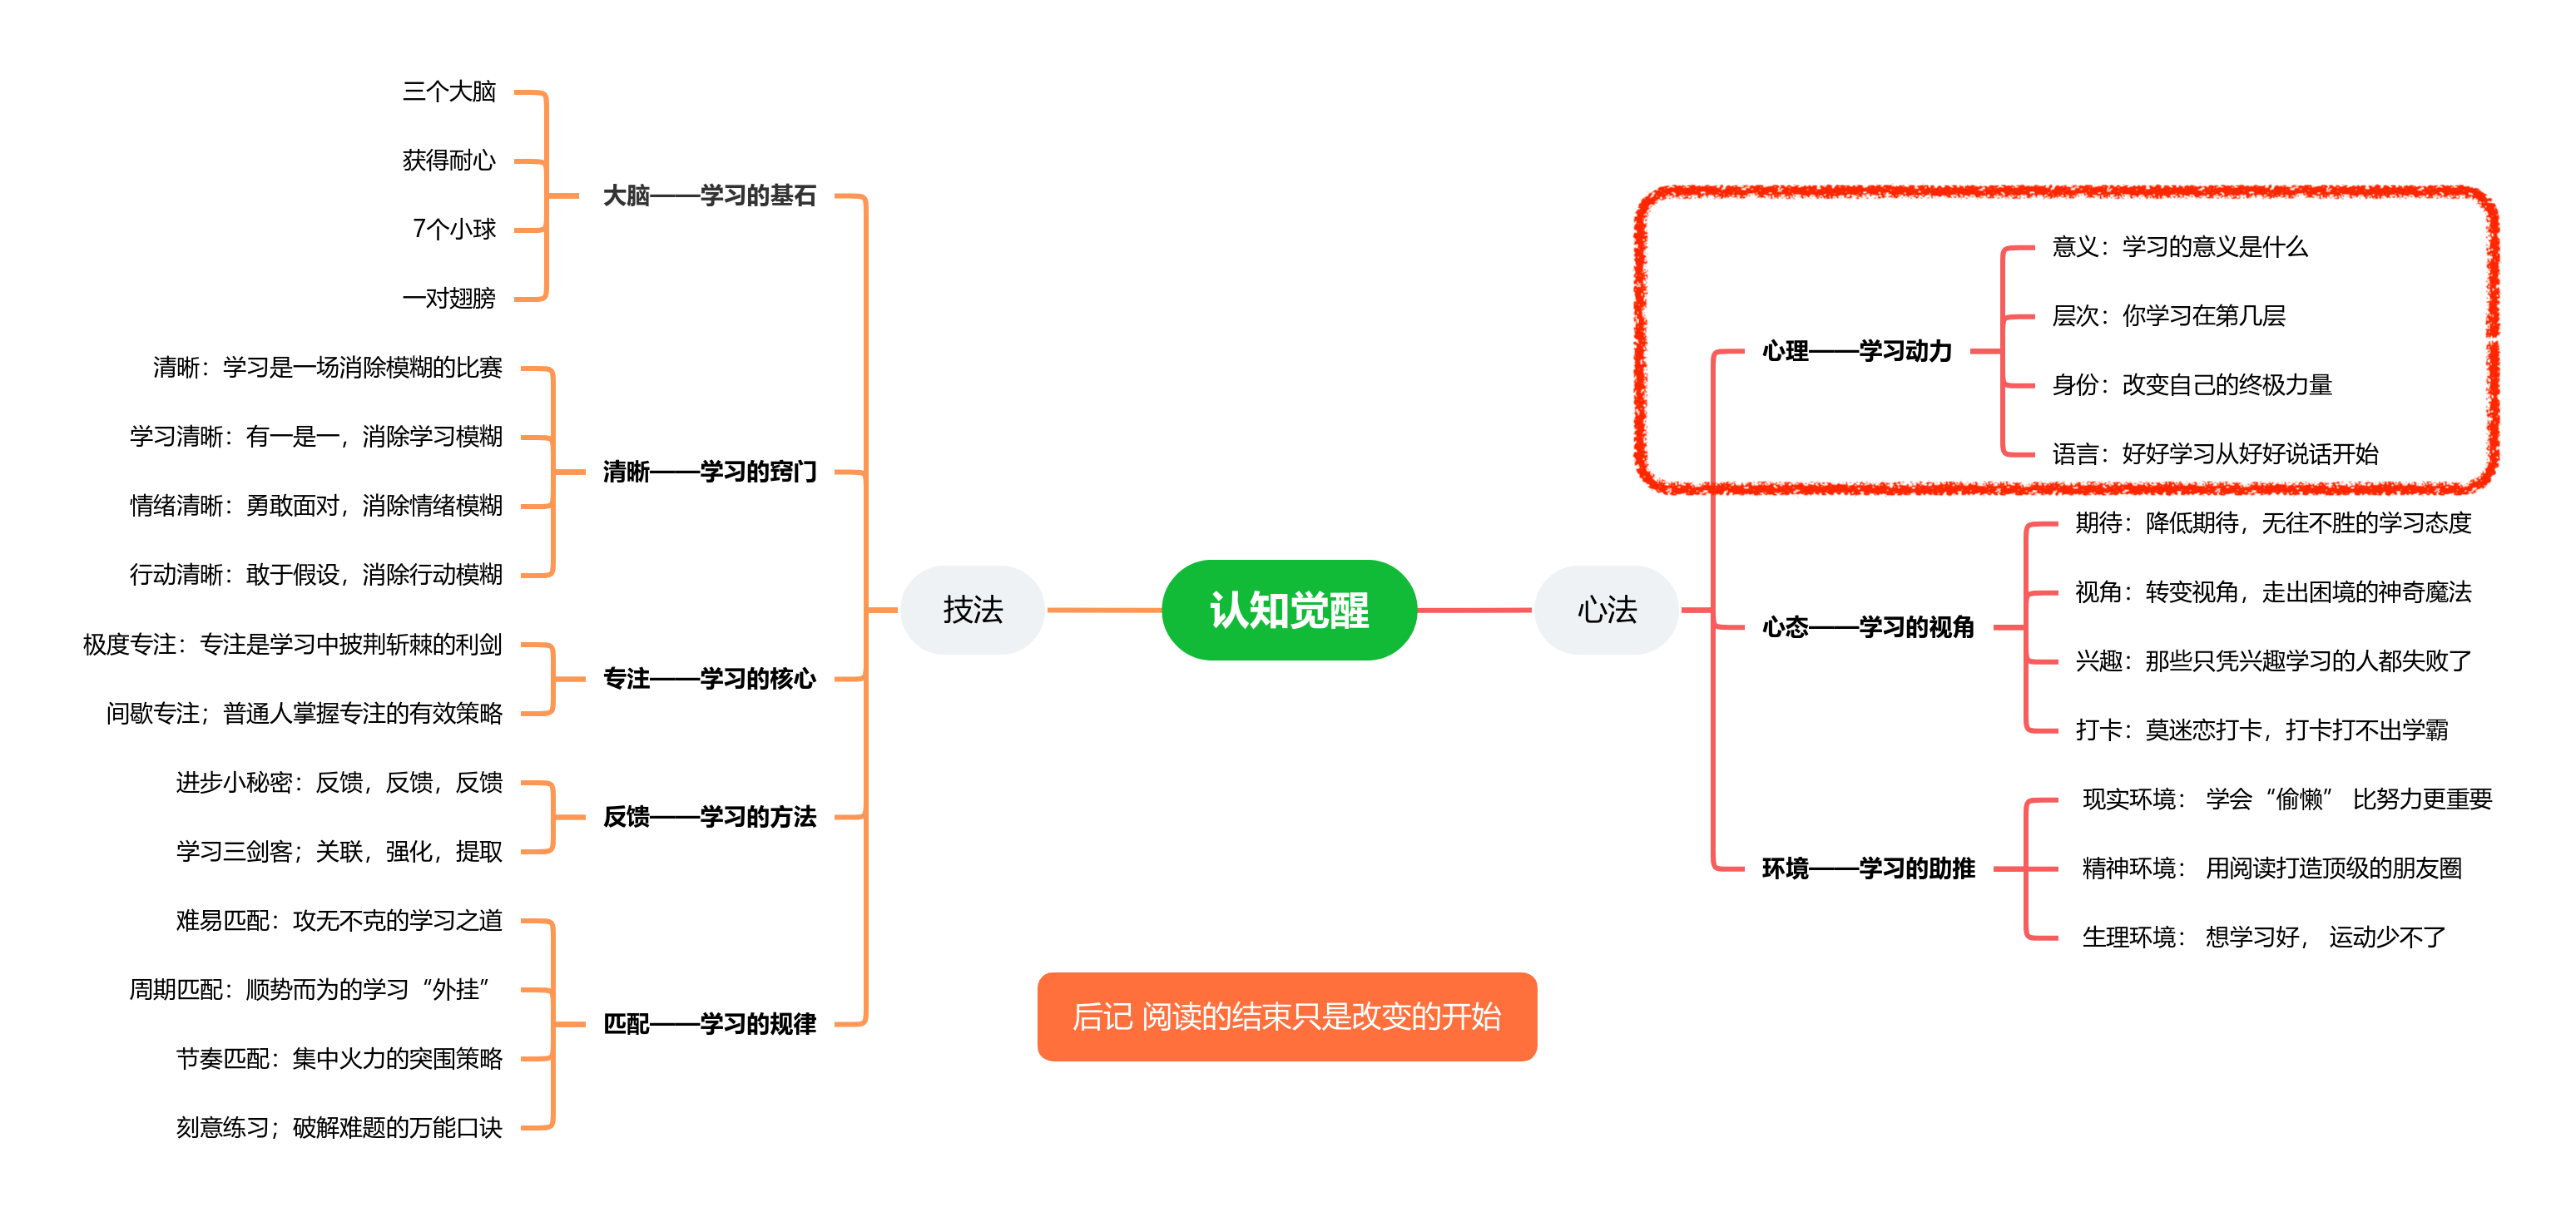 认知觉醒
技法
大脑——学习的基石
三个大脑
获得耐心
7个小球
一对翅膀
清晰——学习的窍门
清晰：学习是一场消除模糊的比赛
学习清晰：有一是一，消除学习模糊
情绪清晰：勇敢面对，消除情绪模糊
行动清晰：敢于假设，消除行动模糊
专注——学习的核心
极度专注：专注是学习中披荆斩棘的利剑
间歇专注；普通人掌握专注的有效策略
反馈——学习的方法
进步小秘密：反馈，反馈，反馈
学习三剑客；关联，强化，提取
匹配——学习的规律
难易匹配：攻无不克的学习之道
周期匹配：顺势而为的学习“外挂”
节奏匹配：集中火力的突围策略
刻意练习；破解难题的万能口诀
心法
心理——学习动力
意义：学习的意义是什么
层次：你学习在第几层
身份：改变自己的终极力量
语言：好好学习从好好说话开始
心态——学习的视角
期待：降低期待，无往不胜的学习态度
视角：转变视角，走出困境的神奇魔法
兴趣：那些只凭兴趣学习的人都失败了
打卡：莫迷恋打卡，打卡打不出学霸
环境——学习的助推
现实环境： 学会“偷懒” 比努力更重要
精神环境： 用阅读打造顶级的朋友圈
生理环境： 想学习好， 运动少不了
后记 阅读的结束只是改变的开始